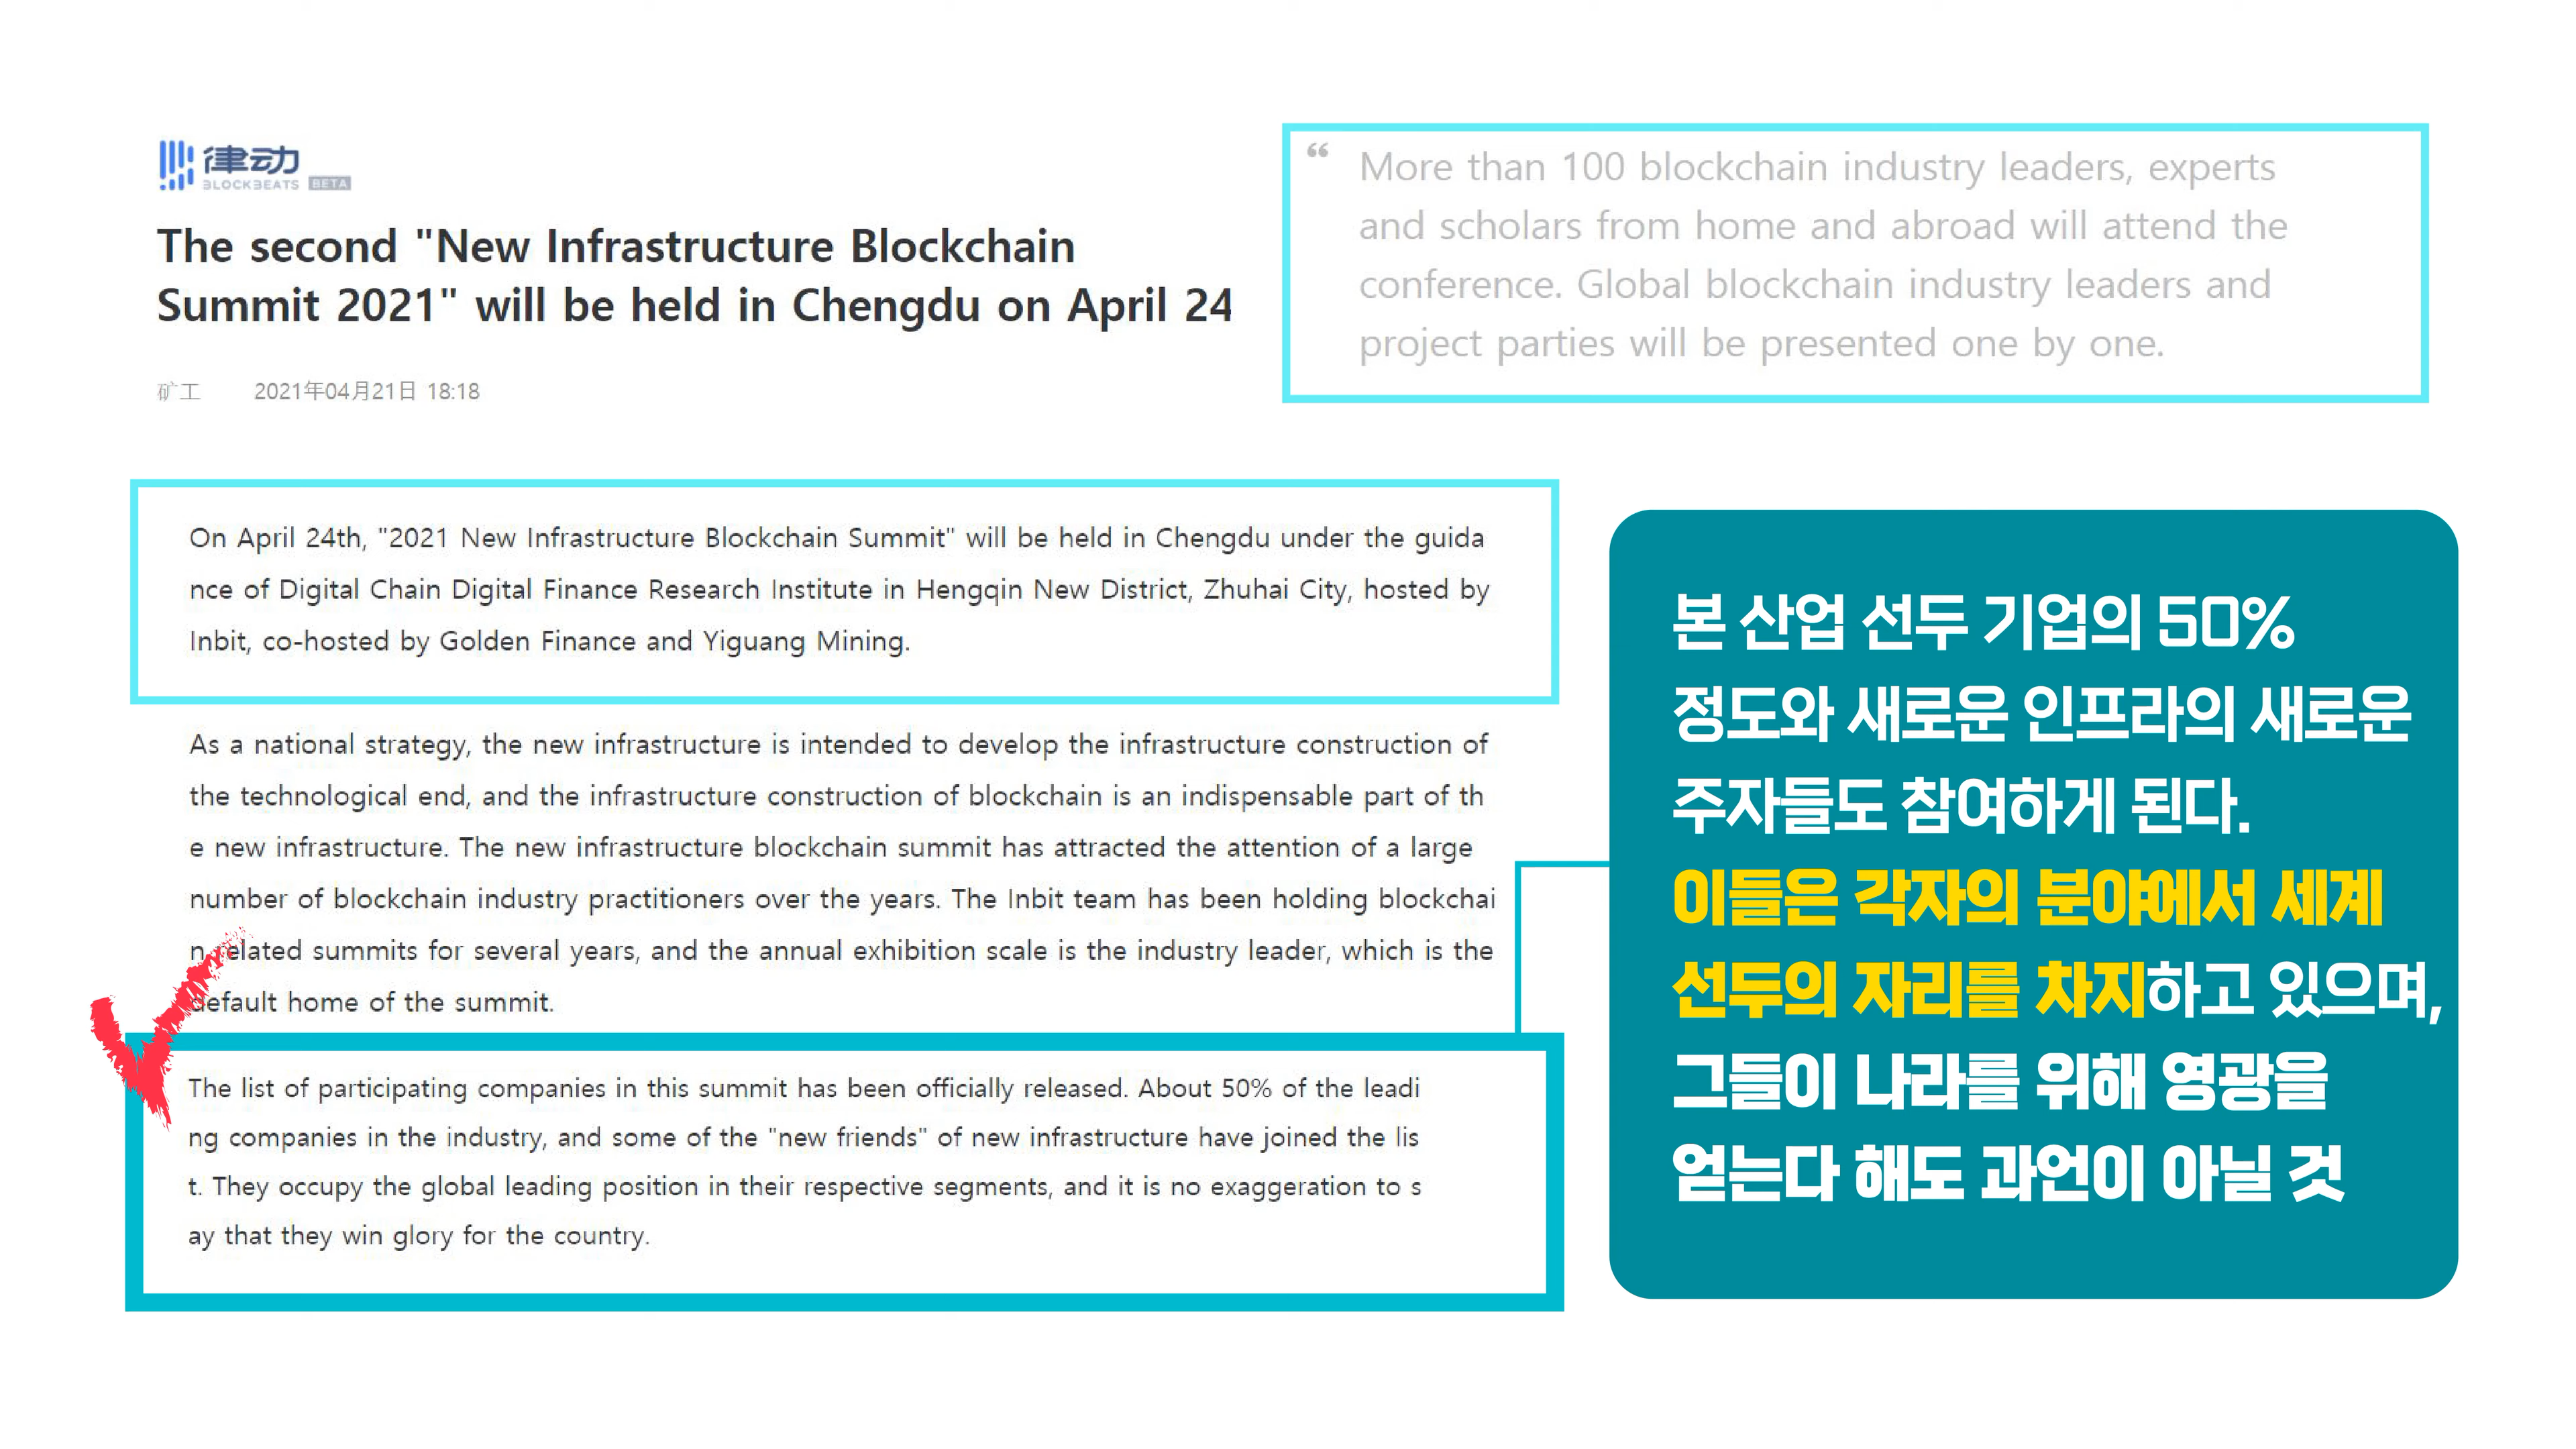 律动
BLOCKBEATS BETA
The second "New Infrastructure Blockchain
Summit 2021" will be held in Chengdu on April 24
矿工 2021年04月21日 18:18
“ More than 100 blockchain industry leaders, experts
and scholars from home and abroad will attend the
conference. Global blockchain industry leaders and
project parties will be presented one by one.
On April 24th, "2021 New Infrastructure Blockchain Summit" will be held in Chengdu under the guida
nce of Digital Chain Digital Finance Research Institute in Hengqin New District, Zhuhai City, hosted by
Inbit, co-hosted by Golden Finance and Yiguang Mining.
As a national strategy, the new infrastructure is intended to develop the infrastructure construction of
the technological end, and the infrastructure construction of blockchain is an indispensable part of th
e new infrastructure. The new infrastructure blockchain summit has attracted the attention of a large
number of blockchain industry practitioners over the years. The Inbit team has been holding blockchai
n-related summits for several years, and the annual exhibition scale is the industry leader, which is the
default home of the summit.
The list of participating companies in this summit has been officially released. About 50% of the leadi
ng companies in the industry, and some of the "new friends" of new infrastructure have joined the lis
t. They occupy the global leading position in their respective segments, and it is no exaggeration to s
ay that they win glory for the country.
본 산업 선두 기업의 50%
정도와 새로운 인프라의 새로운
주자들도 참여하게 된다.
이들은 각자의 분야에서 세계
선두의 자리를 차지하고 있으며,
그들이 나라를 위해 영광을
얻는다 해도 과언이 아닐 것